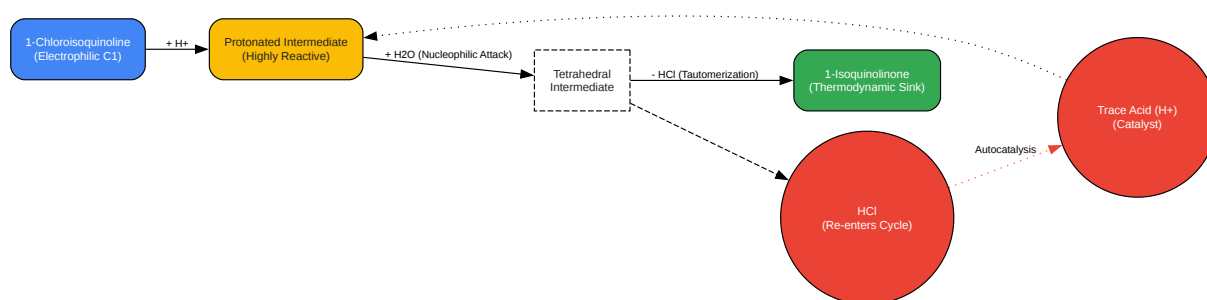 1-Chloroisoquinoline
(Electrophilic C1)
+ H+
Protonated Intermediate
(Highly Reactive)
+ H2O (Nucleophilic Attack)
Tetrahedral
Intermediate
- HCl (Tautomerization)
1-Isoquinolinone
(Thermodynamic Sink)
Trace Acid (H+)
(Catalyst)
Autocatalysis
HCl
(Re-enters Cycle)